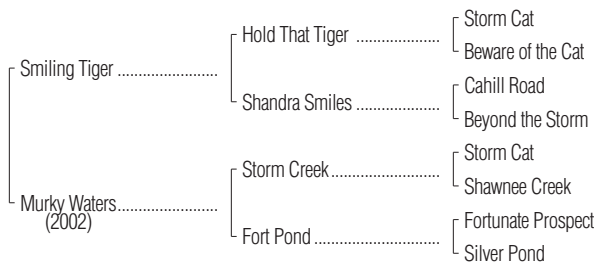 Storm Cat
Hold That Tiger ....................
Beware of the Cat
Smiling Tiger ........................
Cahill Road
Shandra Smiles ...................
Beyond the Storm
Storm Cat
Storm Creek..........................
Shawnee Creek
Murky Waters........................
(2002)
Fortunate Prospect
Fort Pond ..............................
Silver Pond